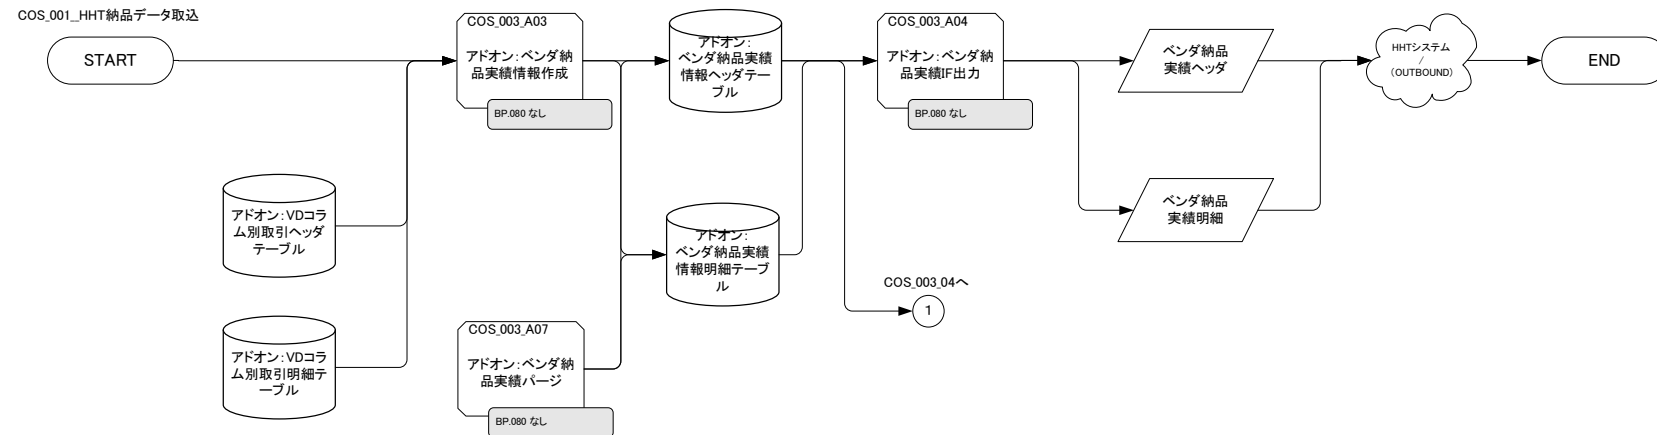 COS_001_HHT納品データ取込
START
COS_003_A03
アドオン：ベンダ納
品実績情報作成
BP.080 なし
アドオン：
ベンダ納品実績
情報ヘッダテー
ブル
COS_003_A04
アドオン：ベンダ納
品実績IF出力
BP.080 なし
ベンダ納品
実績ヘッダ
HHTシステム
/
（OUTBOUND）
END
アドオン：VDコラ
ム別取引ヘッダ
テーブル
アドオン：
ベンダ納品実績
情報明細テーブ
ル
ベンダ納品
実績明細
COS_003_04へ
1
アドオン：VDコラ
ム別取引明細テ
ーブル
COS_003_A07
アドオン：ベンダ納
品実績パージ
BP.080 なし